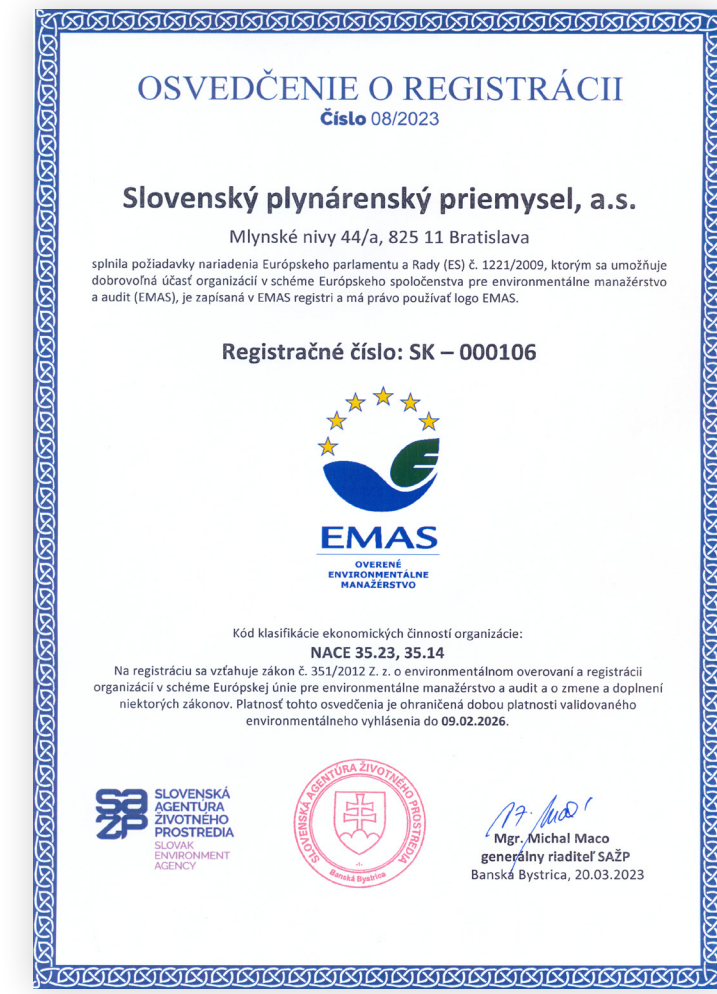 OSVEDČENIE O REGISTRÁCII
Číslo 08/2023
Slovenský plynárenský priemysel, a.s.
Mlynské nivy 44/a, 825 11 Bratislava
splnila požiadavky nariadenia Európskeho parlamentu a Rady (ES) č. 1221/2009, ktorým sa umožňuje
dobrovoľná účasť organizácií v schéme Európskeho spoločenstva pre environmentálne manažérstvo
a audit (EMAS), je zapísaná v EMAS registri a má právo používať logo EMAS.
Registračné číslo: SK – 000106
EMAS
OVERENÉ
ENVIRONMENTÁLNE
MANAŽÉRSTVO
Kód klasifikácie ekonomických činností organizácie:
NACE 35.23, 35.14
Na registráciu sa vzťahuje zákon č. 351/2012 Z. z. o environmentálnom overovaní a registrácii
organizácií v schéme Európskej únie pre environmentálne manažérstvo a audit a o zmene a doplnení
niektorých zákonov. Platnosť tohto osvedčenia je ohraničená dobou platnosti validovaného
environmentálneho vyhlásenia do 09.02.2026.
sažp
SLOVENSKÁ
AGENTÚRA
ŽIVOTNÉHO
PROSTREDIA
SLOVAK
ENVIRONMENT
AGENCY
SLOVENSKÁ AGENTÚRA ŽIVOTNÉHO PROSTREDIA
-1-
Banská Bystrica
Mgr. Michal Maco
generálny riaditeľ SAŽP
Banská Bystrica, 20.03.2023